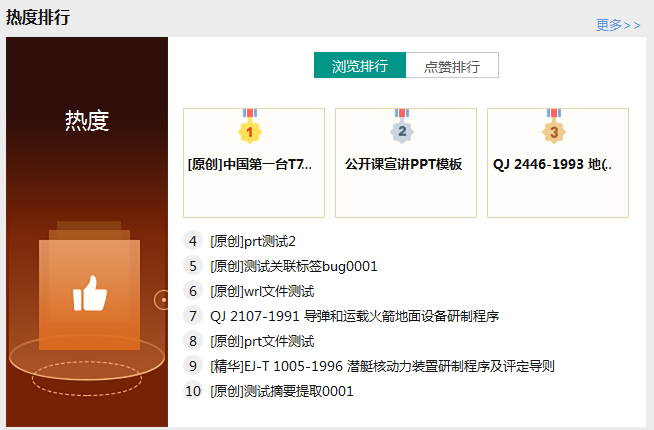 热度排行
更多>>
热度
浏览排行 点赞排行
1 2 3
[原创]中国第一台T7... 公开课宣讲PPT模板 QJ 2446-1993 地(..
4 [原创]prt测试2
5 [原创]测试关联标签bug0001
6 [原创]wrl文件测试
7 QJ 2107-1991 导弹和运载火箭地面设备研制程序
8 [原创]prt文件测试
9 [精华]EJ-T 1005-1996 潜艇核动力装置研制程序及评定导则
10 [原创]测试摘要提取0001